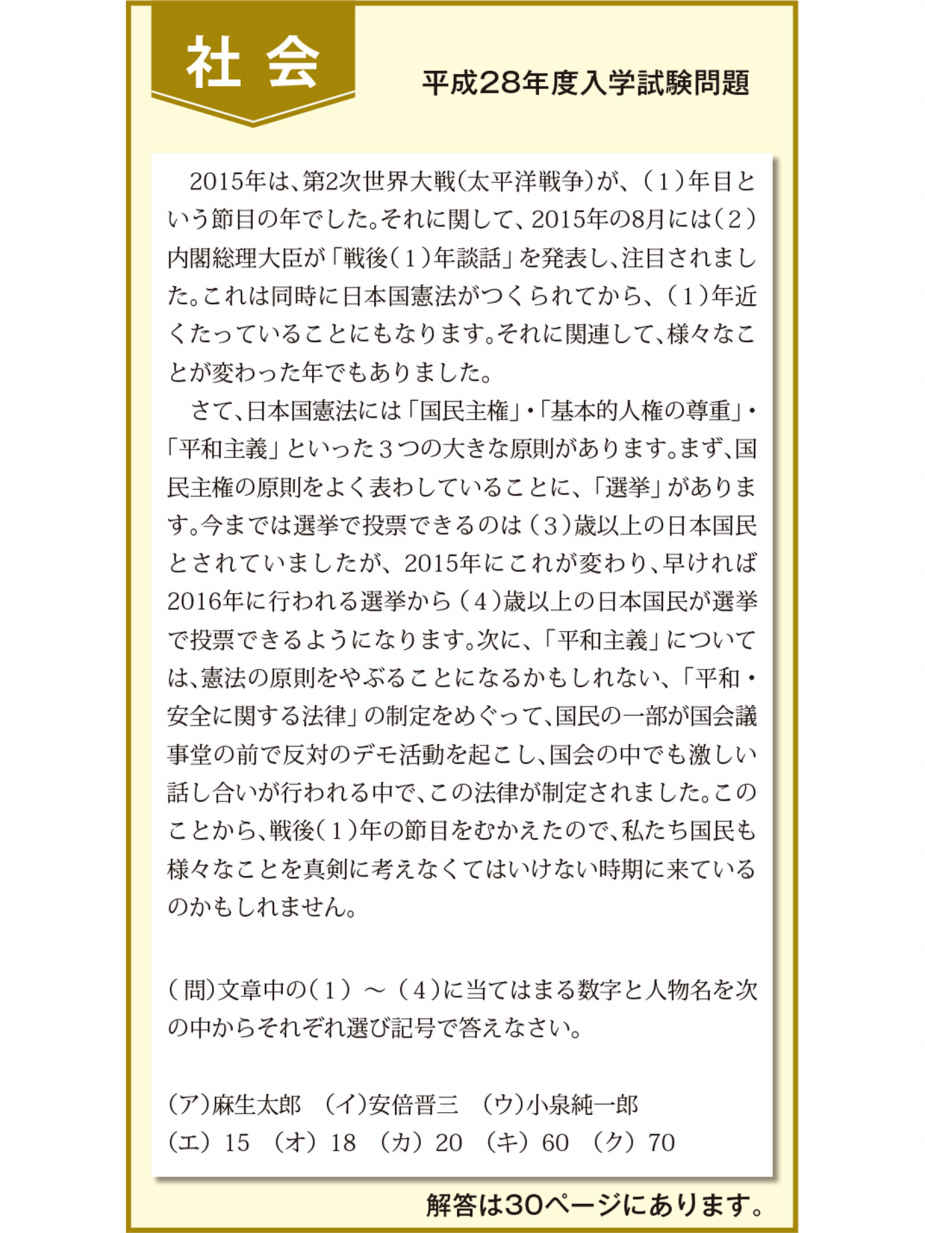 社会
平成28年度入学試験問題
　2015年は、第2次世界大戦(太平洋戦争)が、（１）年目と
いう節目の年でした。それに関して、2015年の8月には（２）
内閣総理大臣が「戦後（１）年談話」を発表し、注目されまし
た。これは同時に日本国憲法がつくられてから、（１）年近
くたっていることにもなります。それに関連して、様々なこ
とが変わった年でもありました。
　さて、日本国憲法には「国民主権」・「基本的人権の尊重」・
「平和主義」といった３つの大きな原則があります。まず、国
民主権の原則をよく表わしていることに、「選挙」がありま
す。今までは選挙で投票できるのは（３）歳以上の日本国民
とされていましたが、2015年にこれが変わり、早ければ
2016年に行われる選挙から（４）歳以上の日本国民が選挙
で投票できるようになります。次に、「平和主義」について
は、憲法の原則をやぶることになるかもしれない、「平和・
安全に関する法律」の制定をめぐって、国民の一部が国会議
事堂の前で反対のデモ活動を起こし、国会の中でも激しい
話し合いが行われる中で、この法律が制定されました。この
ことから、戦後（１）年の節目をむかえたので、私たち国民も
様々なことを真剣に考えなくてはいけない時期に来ている
のかもしれません。
（問）文章中の（１）～（４）に当てはまる数字と人物名を次
の中からそれぞれ選び記号で答えなさい。
（ア）麻生太郎　（イ）安倍晋三　（ウ）小泉純一郎
（エ）15　（オ）18　（カ）20　（キ）60　（ク）70
解答は30ページにあります。